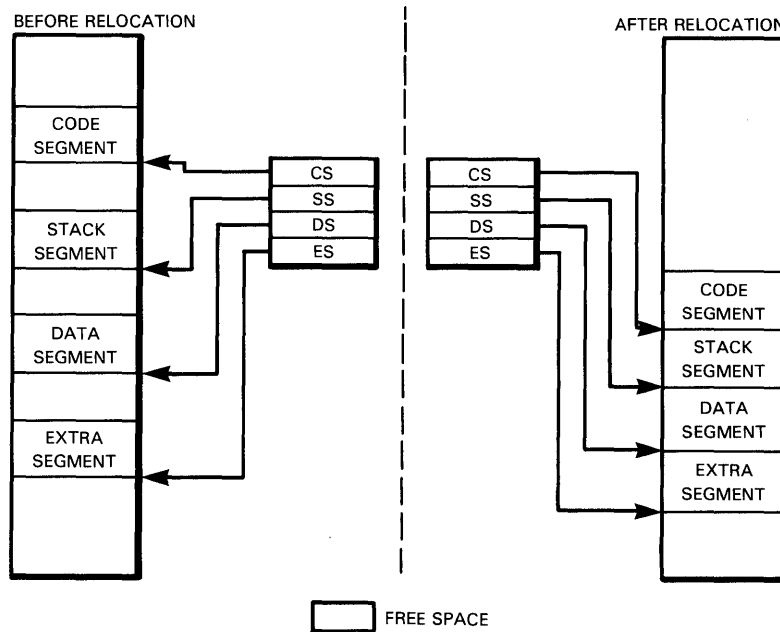 BEFORE RELOCATION
CODE
SEGMENT
STACK
SEGMENT
DATA
SEGMENT
EXTRA
SEGMENT
CS
SS
DS
ES
AFTER RELOCATION
CS
SS
DS
ES
CODE
SEGMENT
STACK
SEGMENT
DATA
SEGMENT
EXTRA
SEGMENT
FREE SPACE